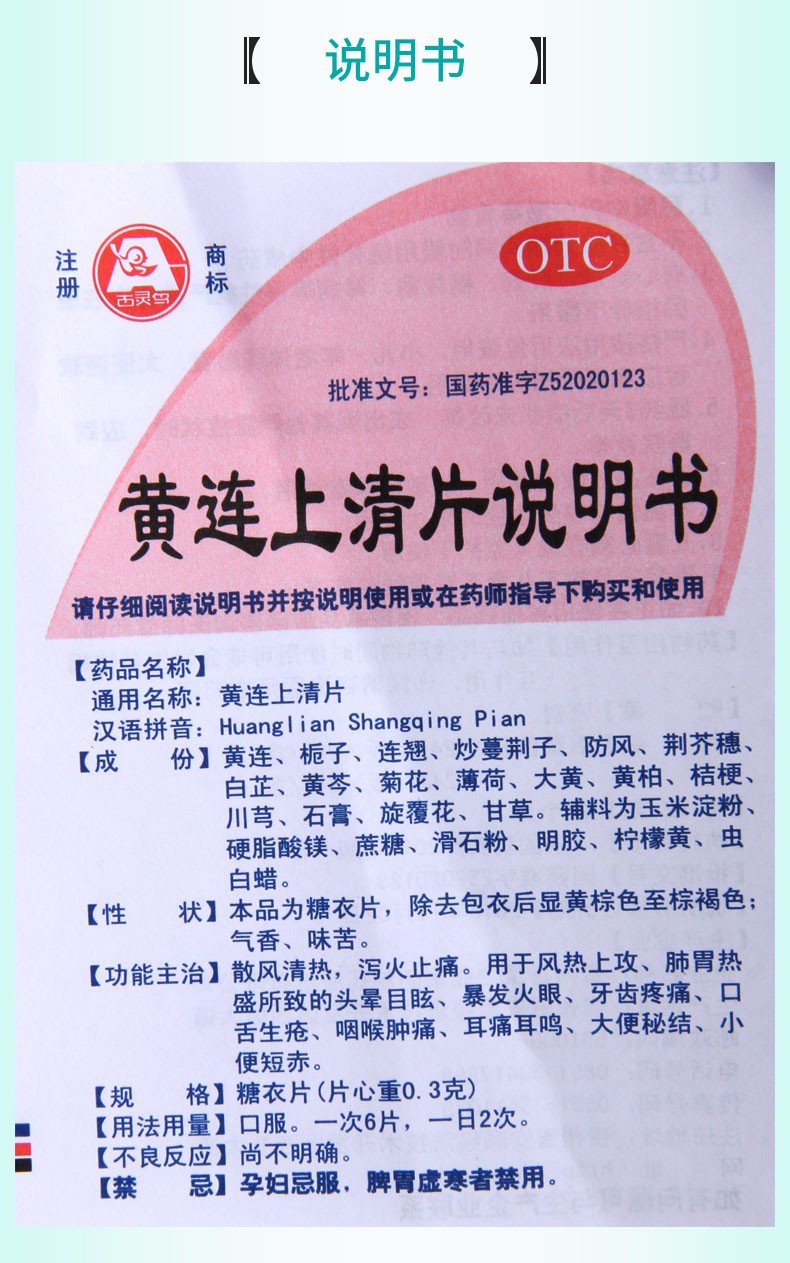 【 说明书 】
注册 商标
古灵鸟
OTC
批准文号：国药准字Z52020123
黄连上清片说明书
请仔细阅读说明书并按说明使用或在药师指导下购买和使用
【药品名称】
通用名称：黄连上清片
汉语拼音：Huanglian Shangqing Pian
【成　　份】黄连、栀子、连翘、炒蔓荆子、防风、荆芥穗、
白芷、黄芩、菊花、薄荷、大黄、黄柏、桔梗、
川芎、石膏、旋覆花、甘草。辅料为玉米淀粉、
硬脂酸镁、蔗糖、滑石粉、明胶、柠檬黄、虫
白蜡。
【性　　状】本品为糖衣片，除去包衣后显黄棕色至棕褐色；
气香、味苦。
【功能主治】散风清热，泻火止痛。用于风热上攻、肺胃热
盛所致的头晕目眩、暴发火眼、牙齿疼痛、口
舌生疮、咽喉肿痛、耳痛耳鸣、大便秘结、小
便短赤。
【规　　格】糖衣片(片心重0.3克)
【用法用量】口服。一次6片，一日2次。
【不良反应】尚不明确。
【禁　　忌】孕妇忌服，脾胃虚寒者禁用。